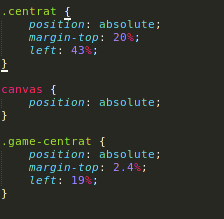 .centrat {
position: absolute;
margin-top: 20%;
left: 43%;
}
canvas {
position: absolute;
}
.game-centrat {
position: absolute;
margin-top: 2.4%;
left: 19%;
}